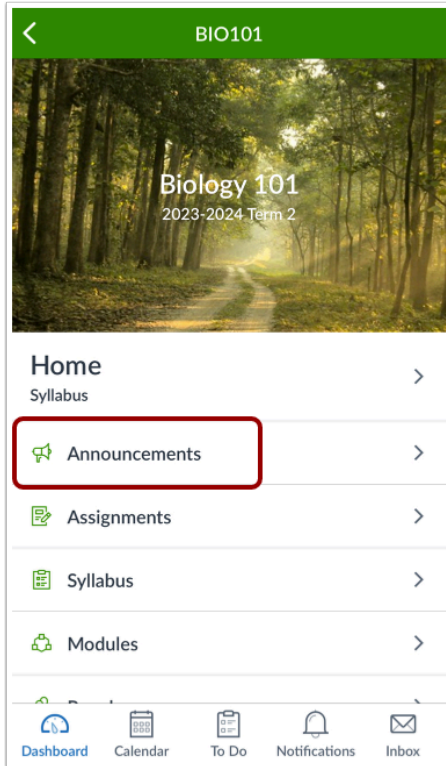 BIO101
Biology 101
2023-2024 Term 2
Home
Syllabus
Announcements
Assignments
Syllabus
Modules
Dashboard
Calendar
To Do
Notifications
Inbox